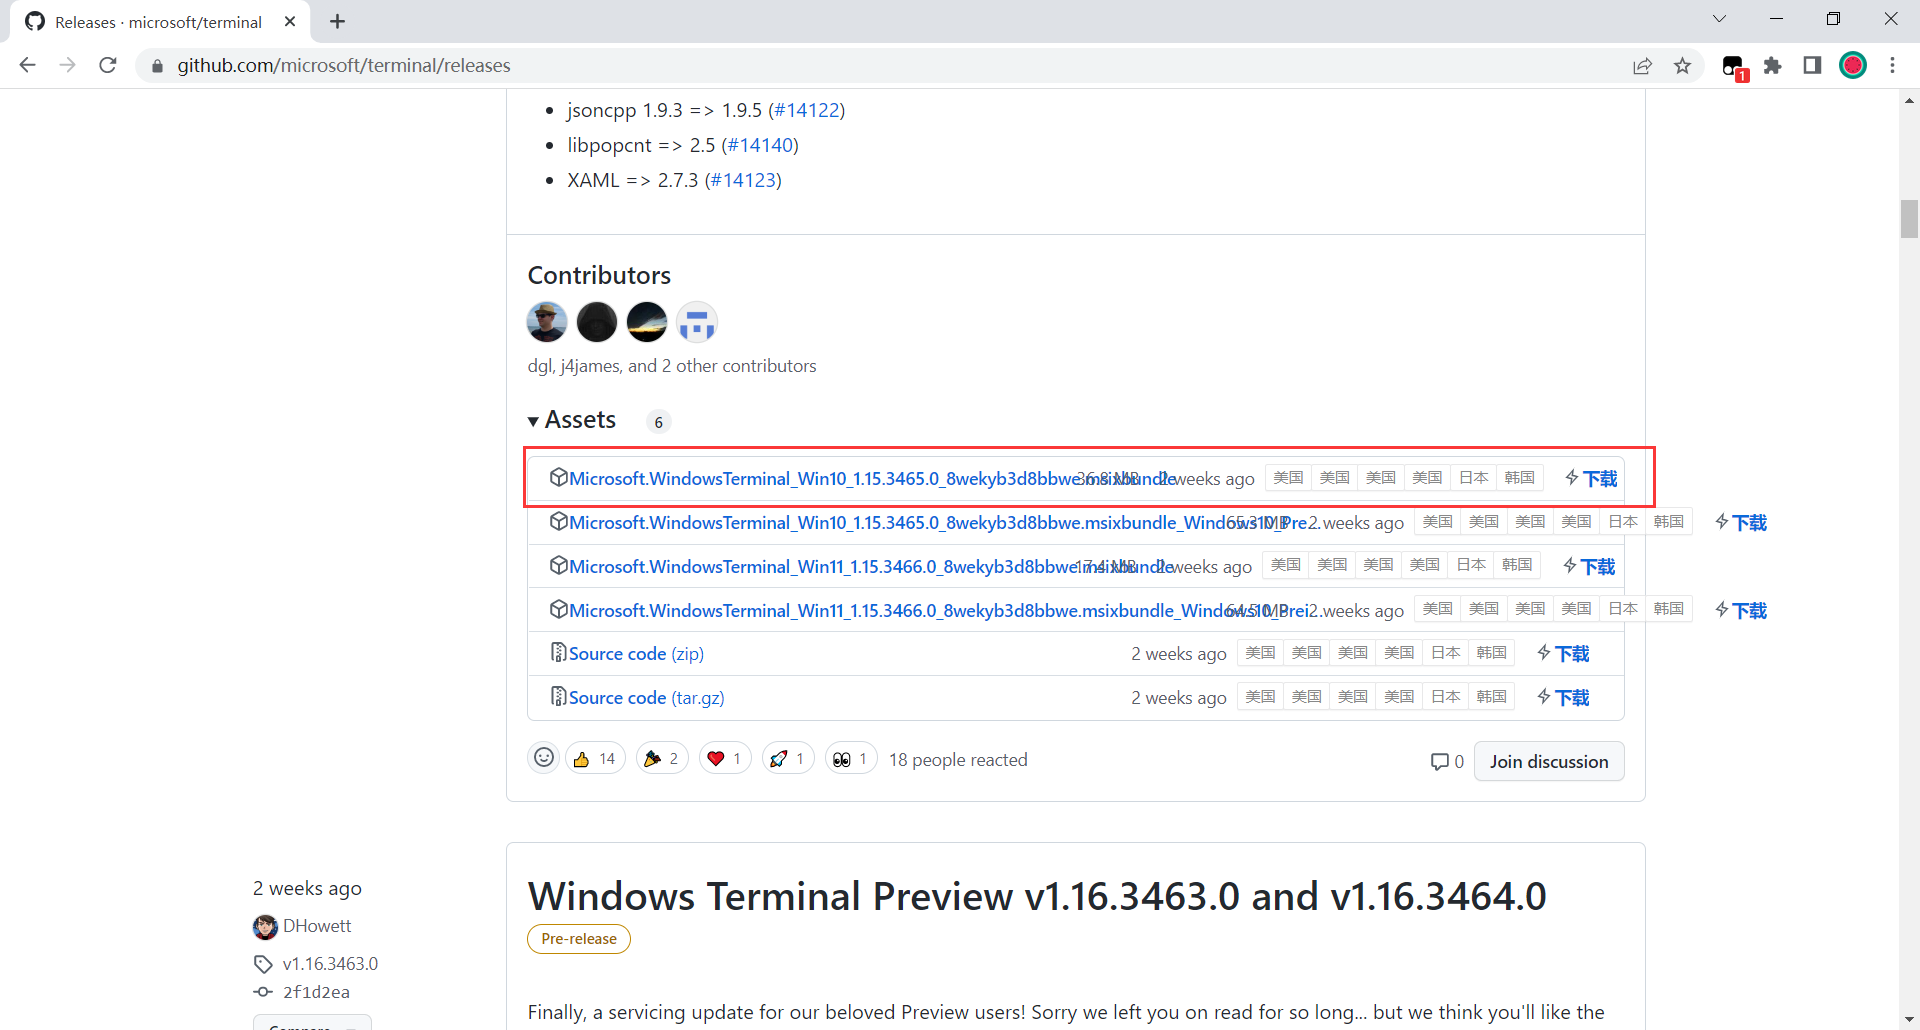 Releases · microsoft/terminal
github.com/microsoft/terminal/releases
1
jsoncpp 1.9.3 => 1.9.5 (#14122)
libpopcnt => 2.5 (#14140)
XAML => 2.7.3 (#14123)
Contributors
dgl, j4james, and 2 other contributors
Assets 6
Microsoft.WindowsTerminal_Win10_1.15.3465.0_8wekyb3d8bbwe.msixbundle 36.8 MB 2 weeks ago 美国 美国 美国 美国 日本 韩国 下载
Microsoft.WindowsTerminal_Win10_1.15.3465.0_8wekyb3d8bbwe.msixbundle_Windows10_Pre... 65.3 MB 2 weeks ago 美国 美国 美国 美国 日本 韩国 下载
Microsoft.WindowsTerminal_Win11_1.15.3466.0_8wekyb3d8bbwe.msixbundle 17.4 MB 2 weeks ago 美国 美国 美国 美国 日本 韩国 下载
Microsoft.WindowsTerminal_Win11_1.15.3466.0_8wekyb3d8bbwe.msixbundle_Windows10_Prei... 64.5 MB 2 weeks ago 美国 美国 美国 美国 日本 韩国 下载
Source code (zip) 2 weeks ago 美国 美国 美国 美国 日本 韩国 下载
Source code (tar.gz) 2 weeks ago 美国 美国 美国 美国 日本 韩国 下载
14 2 1 1 1 18 people reacted 0 Join discussion
2 weeks ago
DHowett
v1.16.3463.0
2f1d2ea
Compare
Windows Terminal Preview v1.16.3463.0 and v1.16.3464.0
Pre-release
Finally, a servicing update for our beloved Preview users! Sorry we left you on read for so long... but we think you'll like the